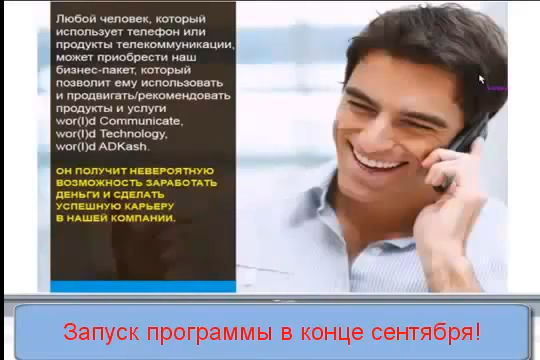 Любой человек, который
использует телефон или
продукты телекоммуникации,
может приобрести наш
бизнес-пакет, который
позволит ему использовать
и продвигать/рекомендовать
продукты и услуги
wor(l)d Communicate,
wor(l)d Technology,
wor(l)d ADKash.
ОН ПОЛУЧИТ НЕВЕРОЯТНУЮ
ВОЗМОЖНОСТЬ ЗАРАБОТАТЬ
ДЕНЬГИ И СДЕЛАТЬ
УСПЕШНУЮ КАРЬЕРУ
В НАШЕЙ КОМПАНИИ.
Запуск программы в конце сентября!